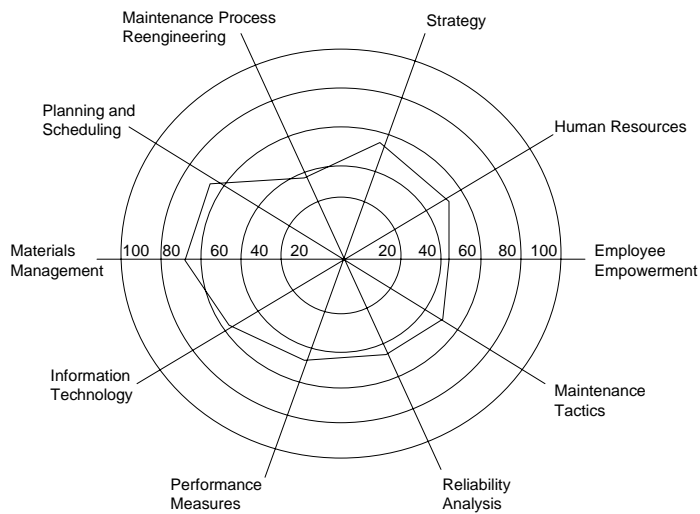 Maintenance Process
Reengineering
Strategy
Planning and
Scheduling
Human Resources
Materials
Management
100 80 60 40 20 20 40 60 80 100
Employee
Empowerment
Information
Technology
Maintenance
Tactics
Performance
Measures
Reliability
Analysis